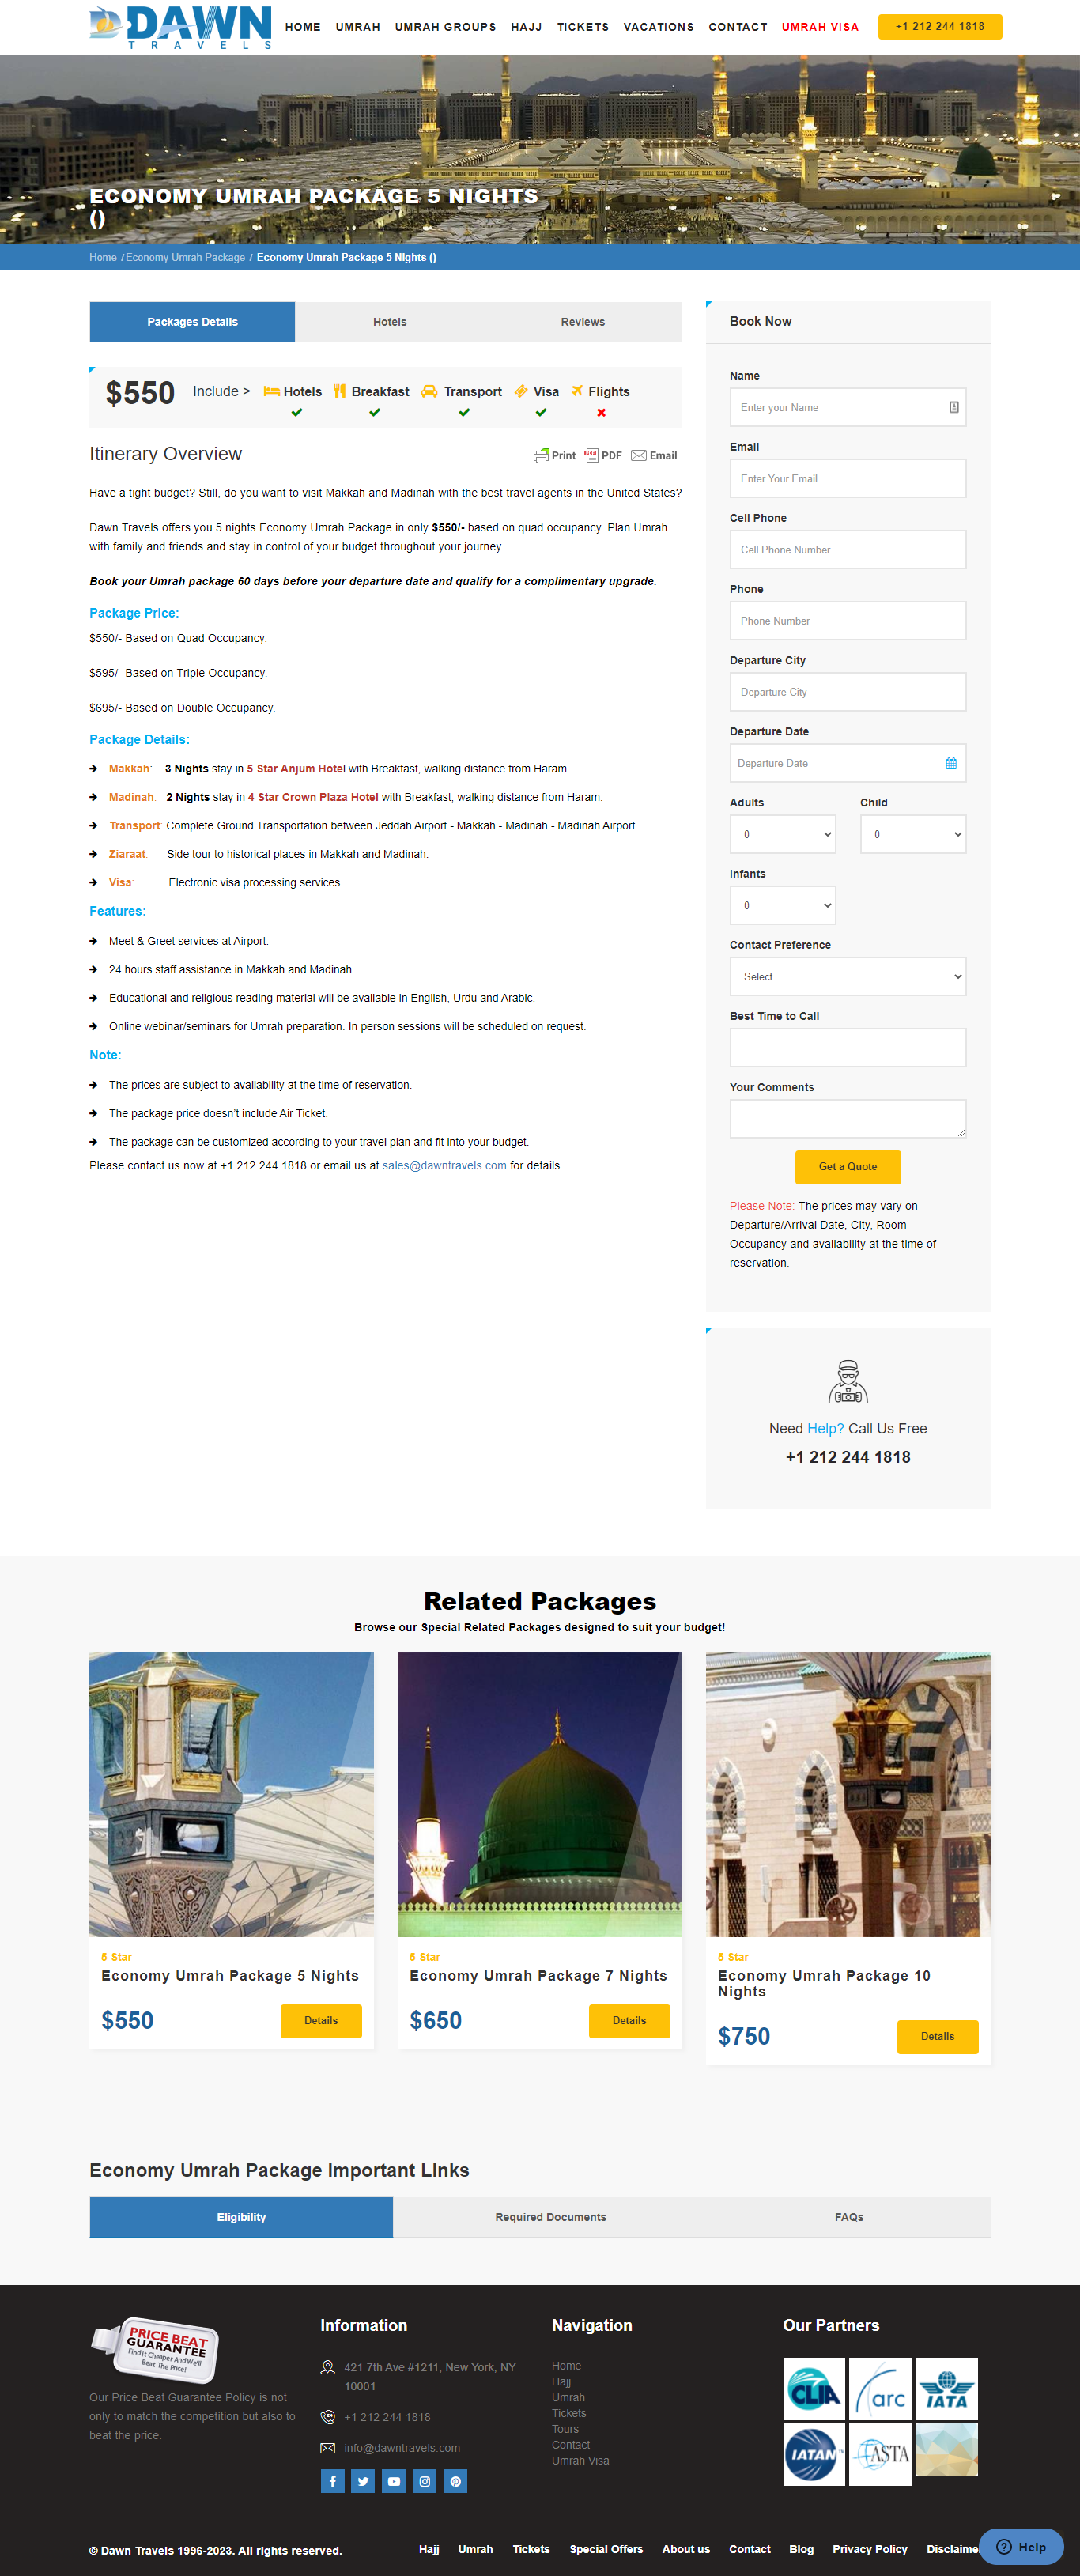 DAWN
TRAVELS
HOME UMRAH UMRAH GROUPS HAJJ TICKETS VACATIONS CONTACT UMRAH VISA +1 212 244 1818
ECONOMY UMRAH PACKAGE 5 NIGHTS
()
Home / Economy Umrah Package / Economy Umrah Package 5 Nights ()
Packages Details Hotels Reviews
$550 Include > Hotels Breakfast Transport Visa Flights
Itinerary Overview
Print PDF Email
Have a tight budget? Still, do you want to visit Makkah and Madinah with the best travel agents in the United States?
Dawn Travels offers you 5 nights Economy Umrah Package in only $550/- based on quad occupancy. Plan Umrah
with family and friends and stay in control of your budget throughout your journey.
Book your Umrah package 60 days before your departure date and qualify for a complimentary upgrade.
Package Price:
$550/- Based on Quad Occupancy.
$595/- Based on Triple Occupancy.
$695/- Based on Double Occupancy.
Package Details:
Makkah: 3 Nights stay in 5 Star Anjum Hotel with Breakfast, walking distance from Haram
Madinah: 2 Nights stay in 4 Star Crown Plaza Hotel with Breakfast, walking distance from Haram.
Transport: Complete Ground Transportation between Jeddah Airport - Makkah - Madinah - Madinah Airport.
Ziaraat: Side tour to historical places in Makkah and Madinah.
Visa: Electronic visa processing services.
Features:
Meet & Greet services at Airport.
24 hours staff assistance in Makkah and Madinah.
Educational and religious reading material will be available in English, Urdu and Arabic.
Online webinar/seminars for Umrah preparation. In person sessions will be scheduled on request.
Note:
The prices are subject to availability at the time of reservation.
The package price doesn't include Air Ticket.
The package can be customized according to your travel plan and fit into your budget.
Please contact us now at +1 212 244 1818 or email us at sales@dawntravels.com for details.
Book Now
Name
Enter your Name
Email
Enter Your Email
Cell Phone
Cell Phone Number
Phone
Phone Number
Departure City
Departure City
Departure Date
Departure Date
Adults Child
0 0
Infants
0
Contact Preference
Select
Best Time to Call
Your Comments
Get a Quote
Please Note: The prices may vary on
Departure/Arrival Date, City, Room
Occupancy and availability at the time of
reservation.
Need Help? Call Us Free
+1 212 244 1818
Related Packages
Browse our Special Related Packages designed to suit your budget!
5 Star
Economy Umrah Package 5 Nights
$550 Details
5 Star
Economy Umrah Package 7 Nights
$650 Details
5 Star
Economy Umrah Package 10
Nights
$750 Details
Economy Umrah Package Important Links
Eligibility Required Documents FAQs
PRICE BEAT
GUARANTEE
Find It Cheaper And We'll
Beat The Price!
Our Price Beat Guarantee Policy is not
only to match the competition but also to
beat the price.
Information
421 7th Ave #1211, New York, NY
10001
+1 212 244 1818
info@dawntravels.com
Navigation
Home
Hajj
Umrah
Tickets
Tours
Contact
Umrah Visa
Our Partners
CLIA arc IATA
IATAN ASTA
© Dawn Travels 1996-2023. All rights reserved.
Hajj Umrah Tickets Special Offers About us Contact Blog Privacy Policy Disclaime
Help